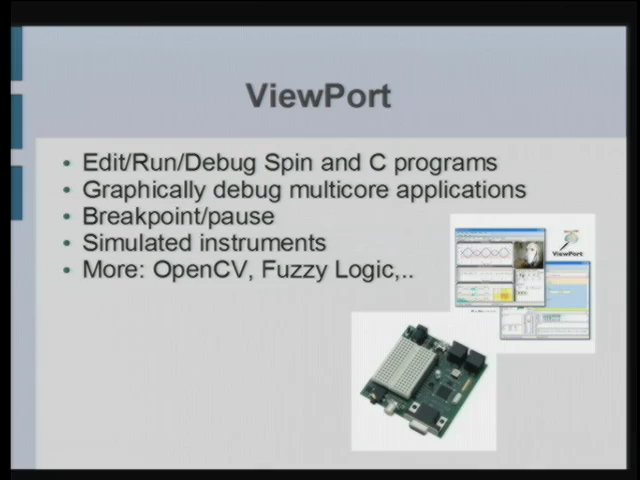 ViewPort
• Edit/Run/Debug Spin and C programs
• Graphically debug multicore applications
• Breakpoint/pause
• Simulated instruments
• More: OpenCV, Fuzzy Logic,..
ViewPort